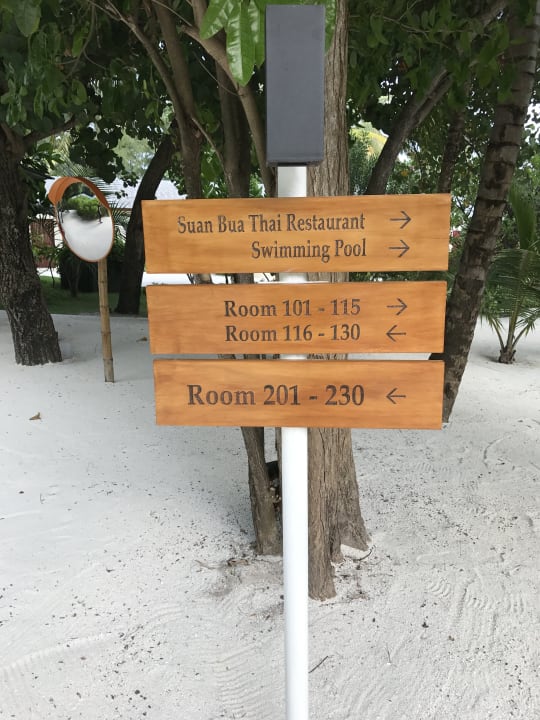 Suan Bua Thai Restaurant →
Swimming Pool →
Room 101 - 115 →
Room 116 - 130 ←
Room 201 - 230 ←